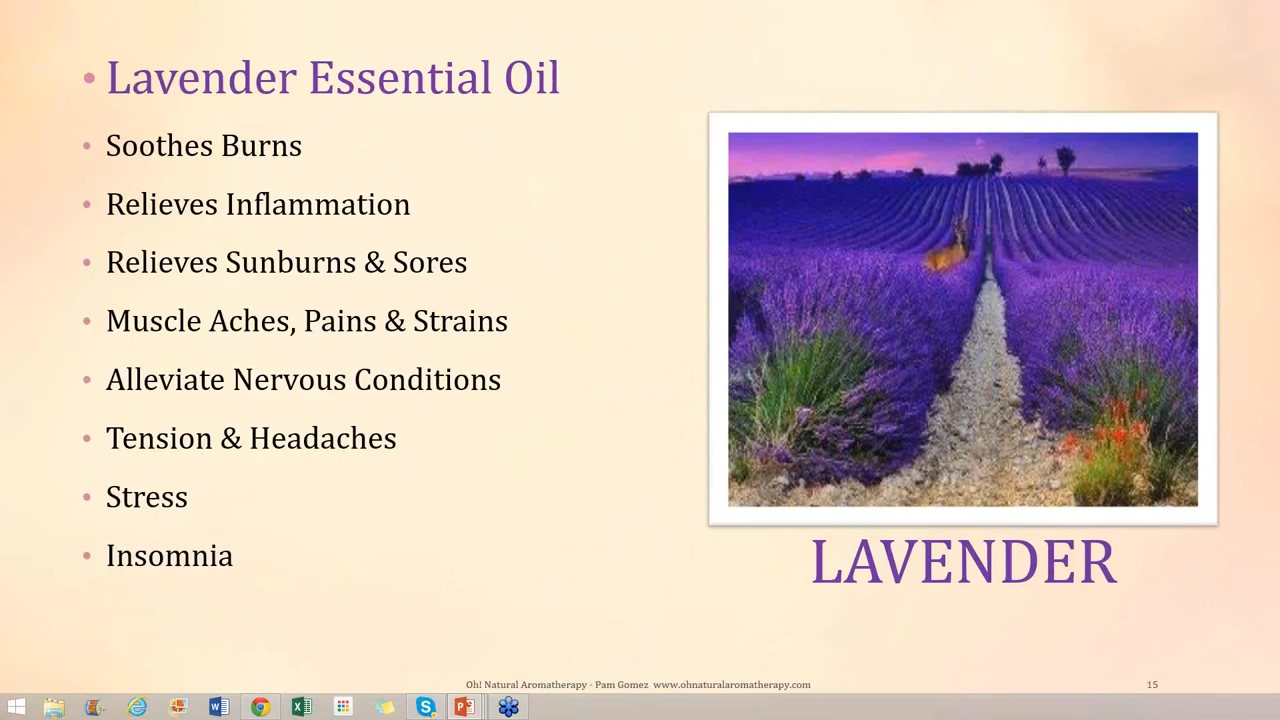 Lavender Essential Oil
Soothes Burns
Relieves Inflammation
Relieves Sunburns & Sores
Muscle Aches, Pains & Strains
Alleviate Nervous Conditions
Tension & Headaches
Stress
Insomnia
LAVENDER
Oh! Natural Aromatherapy - Pam Gomez www.ohnaturalaromatherapy.com
15